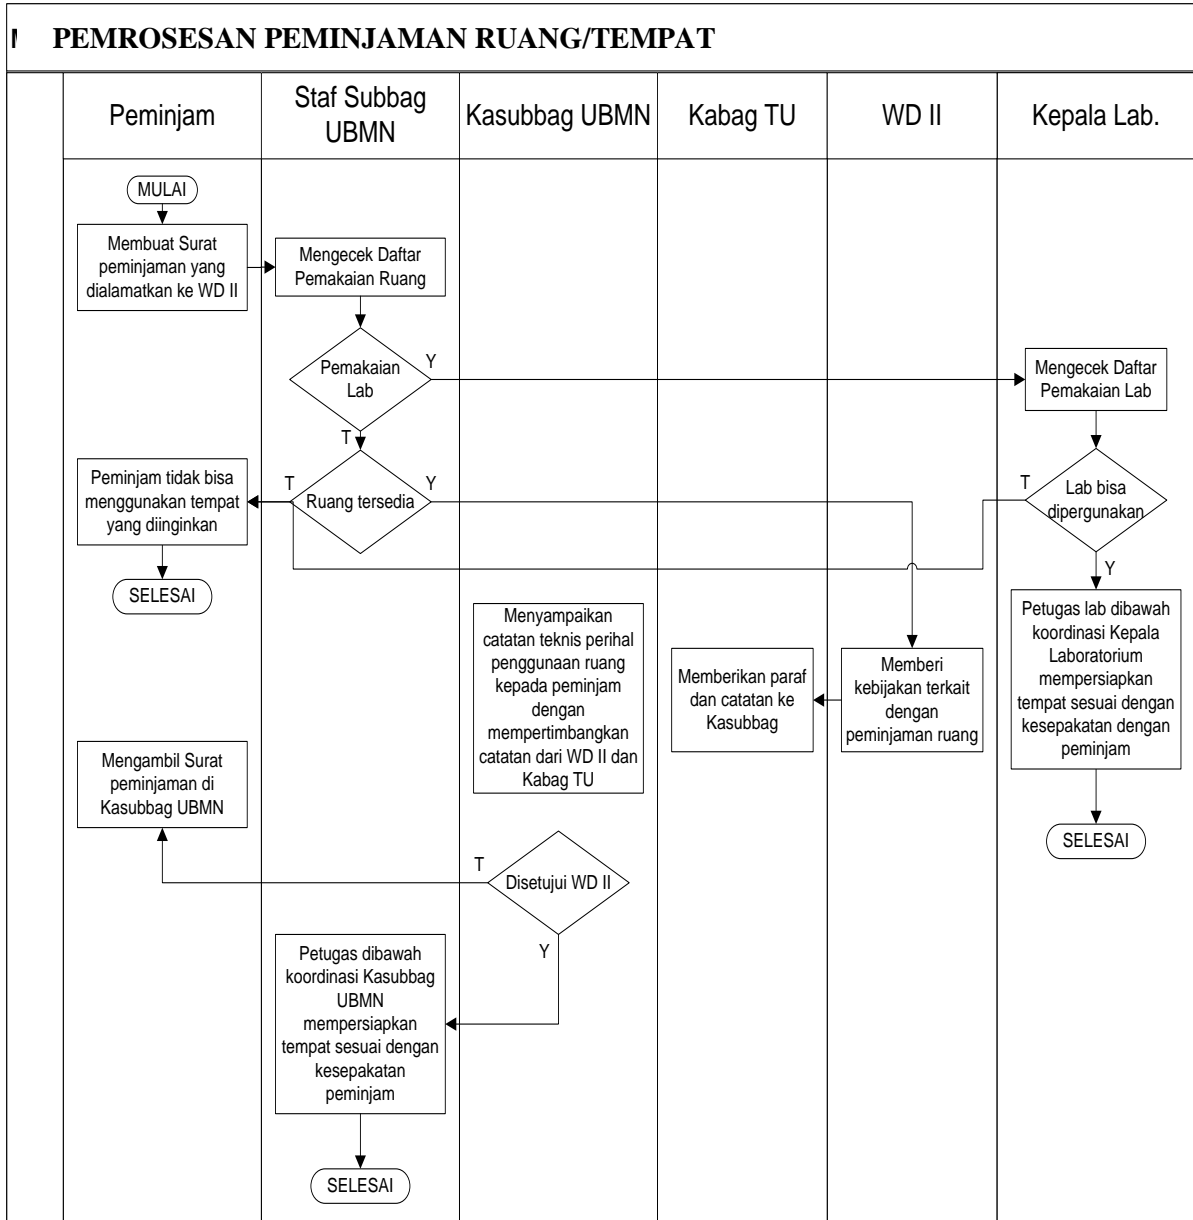 PEMROSESAN PEMINJAMAN RUANG/TEMPAT
Peminjam
Staf Subbag
UBMN
Kasubbag UBMN
Kabag TU
WD II
Kepala Lab.
MULAI
Membuat Surat
peminjaman yang
dialamatkan ke WD II
Mengecek Daftar
Pemakaian Ruang
Pemakaian
Lab
Y
T
Mengecek Daftar
Pemakaian Lab
Peminjam tidak bisa
menggunakan tempat
yang diinginkan
T
Ruang tersedia
Y
T
Lab bisa
dipergunakan
Y
SELESAI
Menyampaikan
catatan teknis perihal
penggunaan ruang
kepada peminjam
dengan
mempertimbangkan
catatan dari WD II dan
Kabag TU
Memberikan paraf
dan catatan ke
Kasubbag
Memberi
kebijakan terkait
dengan
peminjaman ruang
Petugas lab dibawah
koordinasi Kepala
Laboratorium
mempersiapkan
tempat sesuai dengan
kesepakatan dengan
peminjam
SELESAI
Mengambil Surat
peminjaman di
Kasubbag UBMN
T
Disetujui WD II
Y
Petugas dibawah
koordinasi Kasubbag
UBMN
mempersiapkan
tempat sesuai dengan
kesepakatan
peminjam
SELESAI